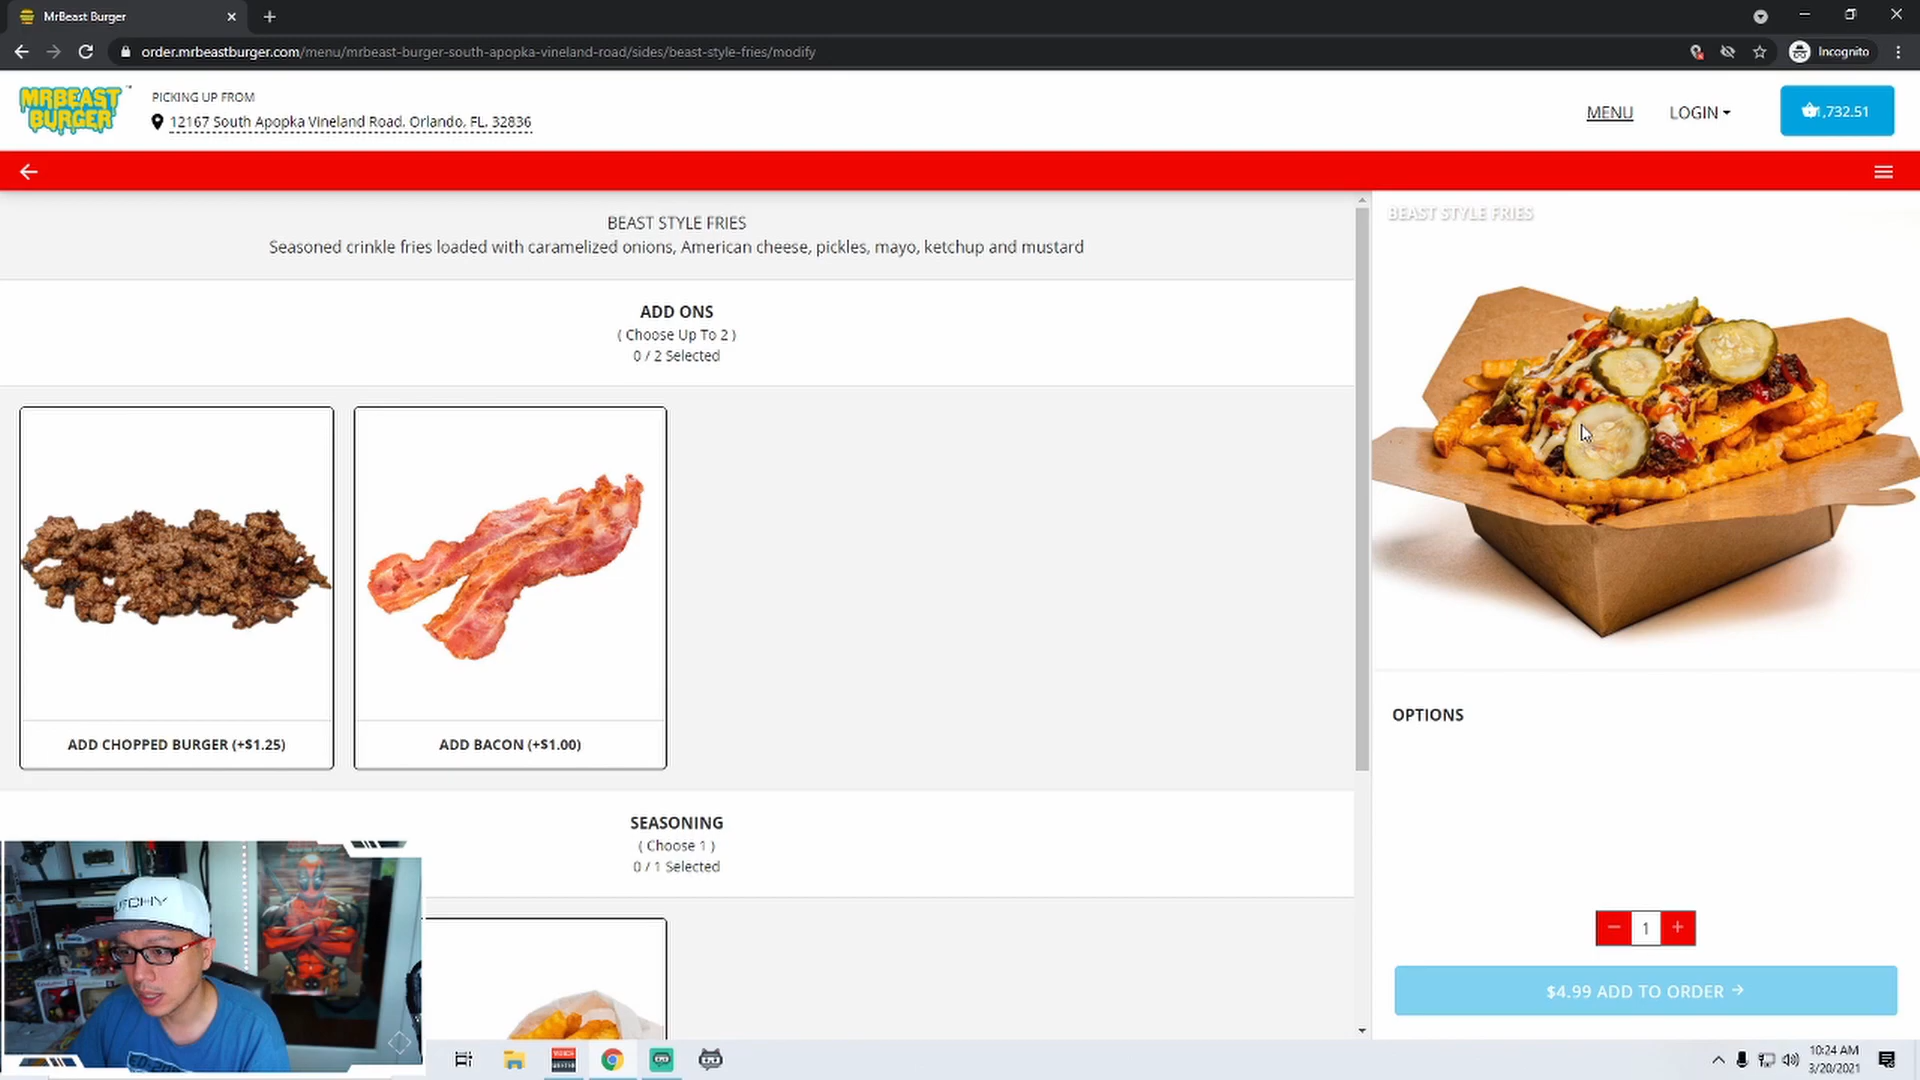 MrBeast Burger
order.mrbeastburger.com/menu/mrbeast-burger-south-apopka-vineland-road/sides/beast-style-fries/modify
Incognito
MRBEAST
BURGER
PICKING UP FROM
12167 South Apopka Vineland Road, Orlando, FL, 32836
MENU
LOGIN
,732.51
BEAST STYLE FRIES
Seasoned crinkle fries loaded with caramelized onions, American cheese, pickles, mayo, ketchup and mustard
BEAST STYLE FRIES
ADD ONS
( Choose Up To 2 )
0 / 2 Selected
ADD CHOPPED BURGER (+$1.25)
ADD BACON (+$1.00)
OPTIONS
SEASONING
( Choose 1 )
0 / 1 Selected
1
$4.99 ADD TO ORDER
10:24 AM
3/20/2021